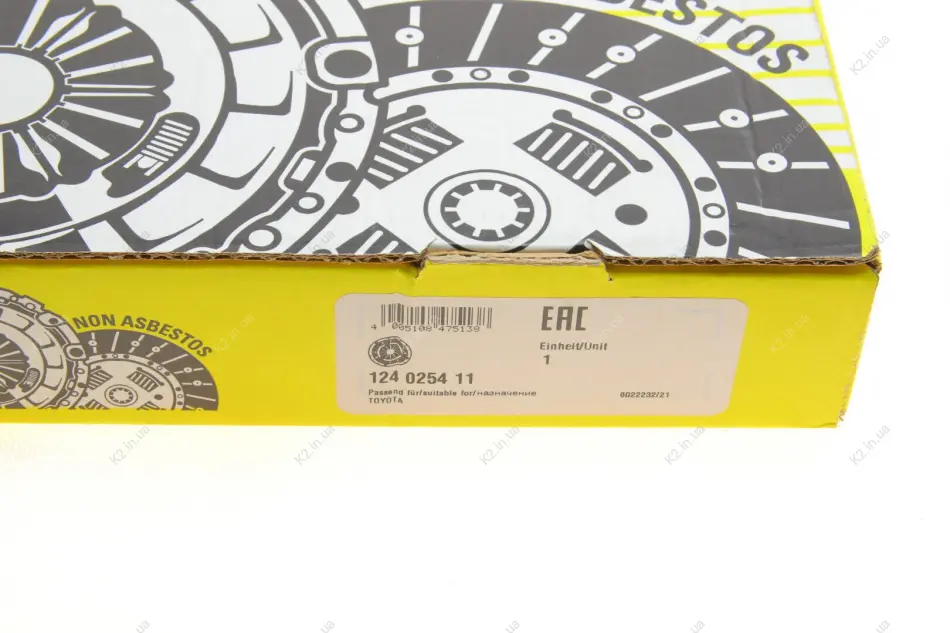 ASBESTOS
NON ASBESTOS
4 005108 475138
EAC
Einheit/Unit
1
124 0254 11
Passend für/suitable for/назначение
TOYOTA
0022232/21
K2.in.ua